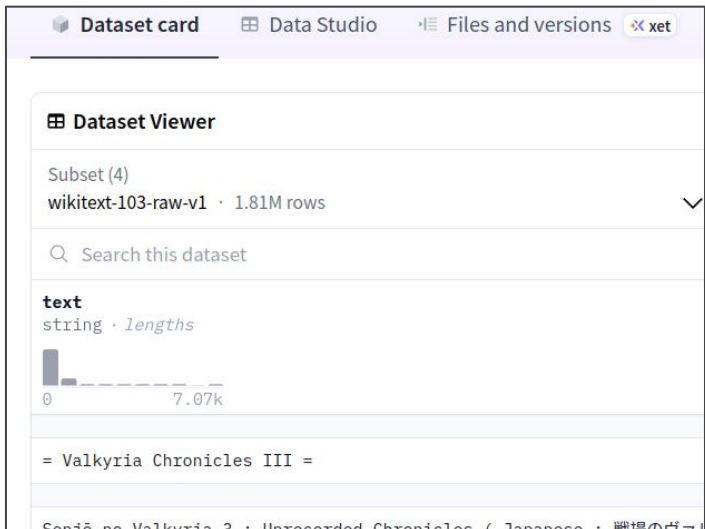 Dataset card Data Studio Files and versions xet
Dataset Viewer
Subset (4)
wikitext-103-raw-v1 · 1.81M rows
Search this dataset
text
string · lengths
0 7.07k
= Valkyria Chronicles III =
Senjō no Valkyria 3 : Unrecorded Chronicles ( Japanese : 戦場のヴァ